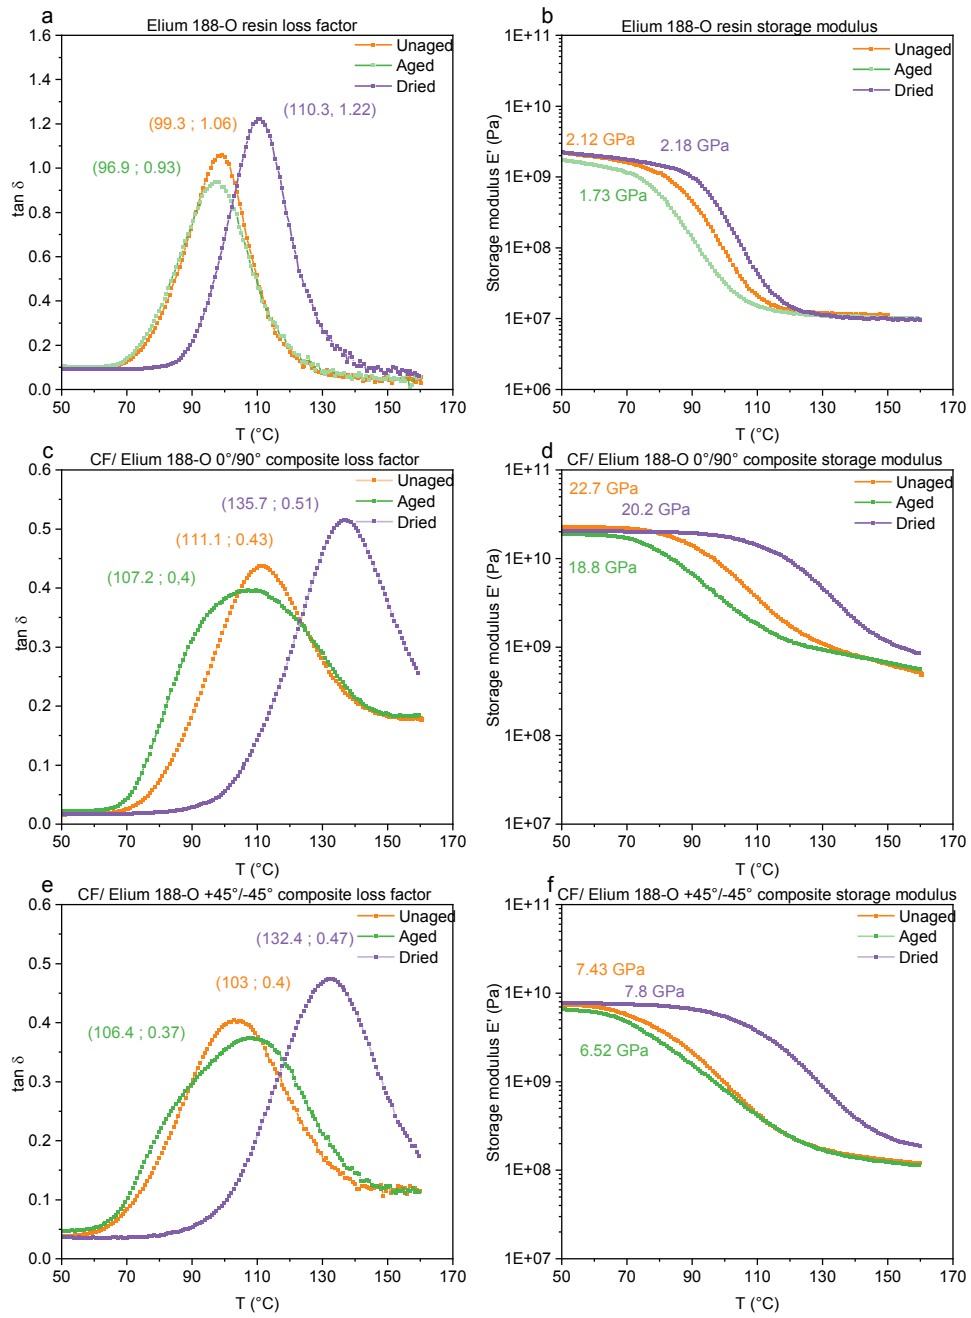 a
Elium 188-O resin loss factor
1.6
1.4
1.2
1.0
0.8
0.6
0.4
0.2
0.0
tan δ
Unaged
Aged
Dried
(110.3, 1.22)
(99.3 ; 1.06)
(96.9 ; 0.93)
50 70 90 110 130 150 170
T (°C)
b
Elium 188-O resin storage modulus
1E+11
1E+10
1E+09
1E+08
1E+07
1E+06
Storage modulus E' (Pa)
Unaged
Aged
Dried
2.12 GPa
2.18 GPa
1.73 GPa
50 70 90 110 130 150 170
T (°C)
c
CF/ Elium 188-O 0°/90° composite loss factor
0.6
0.5
0.4
0.3
0.2
0.1
0.0
tan δ
Unaged
Aged
Dried
(135.7 ; 0.51)
(111.1 ; 0.43)
(107.2 ; 0,4)
50 70 90 110 130 150 170
T (°C)
d
CF/ Elium 188-O 0°/90° composite storage modulus
1E+11
1E+10
1E+09
1E+08
1E+07
Storage modulus E' (Pa)
Unaged
Aged
Dried
22.7 GPa
20.2 GPa
18.8 GPa
50 70 90 110 130 150 170
T (°C)
e
CF/ Elium 188-O +45°/-45° composite loss factor
0.6
0.5
0.4
0.3
0.2
0.1
0.0
tan δ
Unaged
Aged
Dried
(132.4 ; 0.47)
(103 ; 0.4)
(106.4 ; 0.37)
50 70 90 110 130 150 170
T (°C)
f
CF/ Elium 188-O +45°/-45° composite storage modulus
1E+11
1E+10
1E+09
1E+08
1E+07
Storage modulus E' (Pa)
Unaged
Aged
Dried
7.43 GPa
7.8 GPa
6.52 GPa
50 70 90 110 130 150 170
T (°C)